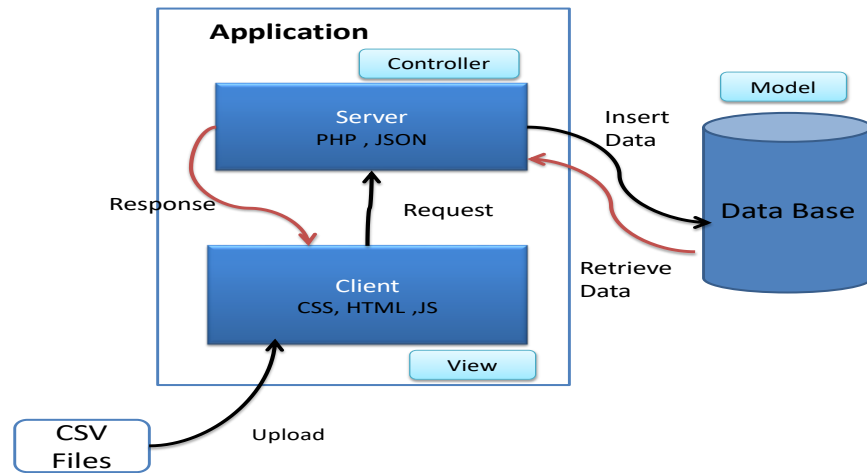 Application
Controller
Model
Server
PHP , JSON
Insert
Data
Response
Request
Data Base
Retrieve
Data
Client
CSS, HTML ,JS
View
CSV
Files
Upload